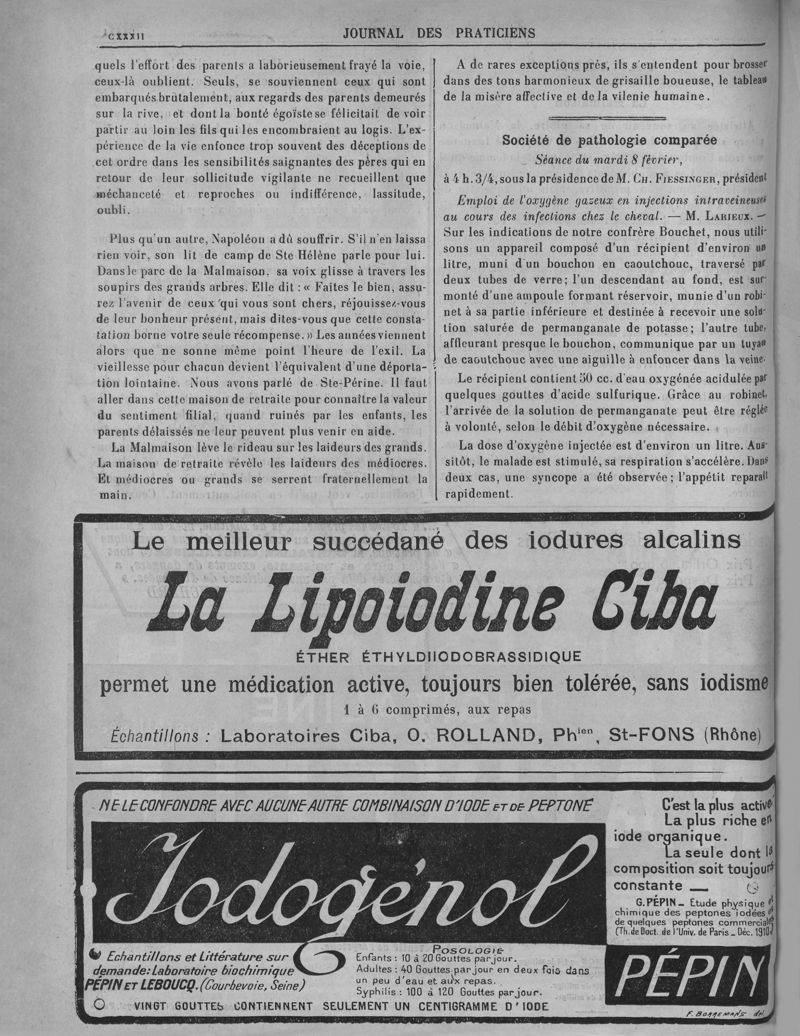 CXXXII
JOURNAL DES PRATICIENS
quels l'effort des parents a laborieusement frayé la voie,
ceux-là oublient. Seuls, se souviennent ceux qui sont
embarqués brutalement, aux regards des parents demeurés
sur la rive, et dont la bonté égoïste se félicitait de voir
partir au loin les fils qui les encombraient au logis. L'ex-
périence de la vie enfonce trop souvent des déceptions de
cet ordre dans les sensibilités saignantes des pères qui en
retour de leur sollicitude vigilante ne recueillent que
méchanceté et reproches ou indifférence, lassitude,
oubli.
Plus qu'un autre, Napoléon a dû souffrir. S'il n'en laissa
rien voir, son lit de camp de Ste Hélène parle pour lui.
Dans le parc de la Malmaison, sa voix glisse à travers les
soupirs des grands arbres. Elle dit : « Faites le bien, assu-
rez l'avenir de ceux qui vous sont chers, réjouissez-vous
de leur bonheur présent, mais dites-vous que cette consta-
tation borne votre seule récompense. » Les années viennent
alors que ne sonne même point l'heure de l'exil. La
vieillesse pour chacun devient l'équivalent d'une déporta-
tion lointaine. Nous avons parlé de Ste-Périne. Il faut
aller dans cette maison de retraite pour connaître la valeur
du sentiment filial, quand ruinés par les enfants, les
parents délaissés ne leur peuvent plus venir en aide.
La Malmaison lève le rideau sur les laideurs des grands.
La maison de retraite révèle les laideurs des médiocres.
Et médiocres ou grands se serrent fraternellement la
main.
A de rares exceptions près, ils s'entendent pour brosser
dans des tons harmonieux de grisaille boueuse, le tableau
de la misère affective et de la vilenie humaine.
Société de pathologie comparée
Séance du mardi 8 février,
à 4 h. 3/4, sous la présidence de M. CH. FIESSINGER, président
Emploi de l'oxygène gazeux en injections intraveineuses
au cours des infections chez le cheval. — M. LARIEUX. —
Sur les indications de notre confrère Bouchet, nous utili-
sons un appareil composé d'un récipient d'environ un
litre, muni d'un bouchon en caoutchouc, traversé par
deux tubes de verre; l'un descendant au fond, est sur-
monté d'une ampoule formant réservoir, munie d'un robi-
net à sa partie inférieure et destinée à recevoir une solu-
tion saturée de permanganate de potasse; l'autre tube,
affleurant presque le bouchon, communique par un tuyau
de caoutchouc avec une aiguille à enfoncer dans la veine.
Le récipient contient 50 cc. d'eau oxygénée acidulée par
quelques gouttes d'acide sulfurique. Grâce au robinet,
l'arrivée de la solution de permanganate peut être réglée
à volonté, selon le débit d'oxygène nécessaire.
La dose d'oxygène injectée est d'environ un litre. Aus-
sitôt, le malade est stimulé, sa respiration s'accélère. Dans
deux cas, une syncope a été observée; l'appétit reparaît
rapidement.
Le meilleur succédané des iodures alcalins
La Lipoiodine Ciba
ÉTHER ÉTHYLDIIODOBRASSIDIQUE
permet une médication active, toujours bien tolérée, sans iodisme
1 à 6 comprimés, aux repas
Échantillons : Laboratoires Ciba, O. ROLLAND, Phien, St-FONS (Rhône)
NE LE CONFONDRE AVEC AUCUNE AUTRE COMBINAISON D'IODE ET DE PEPTONE
Iodogénol
C'est la plus active
La plus riche en
iode organique.
La seule dont la
composition soit toujours
constante —
G. PÉPIN _ Etude physique et
chimique des peptones iodées et
de quelques peptones commerciales
(Th. de Doct. de l'Univ. de Paris _ Déc. 1910)
PÉPIN
Echantillons et Littérature sur
demande: Laboratoire biochimique
PÉPIN ET LEBOUCQ. (Courbevoie, Seine)
POSOLOGIE
Enfants : 10 à 20 Gouttes par jour.
Adultes : 40 Gouttes par jour en deux fois dans
un peu d'eau et aux repas.
Syphilis : 100 à 120 Gouttes par jour.
VINGT GOUTTES CONTIENNENT SEULEMENT UN CENTIGRAMME D'IODE